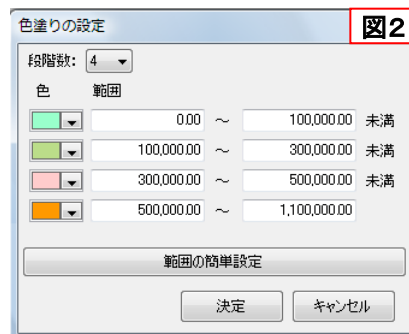 色塗りの設定
図2
段階数: 4
色 範囲
0.00 ～ 100,000.00 未満
100,000.00 ～ 300,000.00 未満
300,000.00 ～ 500,000.00 未満
500,000.00 ～ 1,100,000.00
範囲の簡単設定
決定 キャンセル